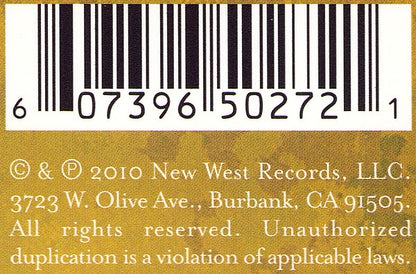 6 07396 50272 1
© & ℗ 2010 New West Records, LLC.
3723 W. Olive Ave., Burbank, CA 91505.
All rights reserved. Unauthorized
duplication is a violation of applicable laws.